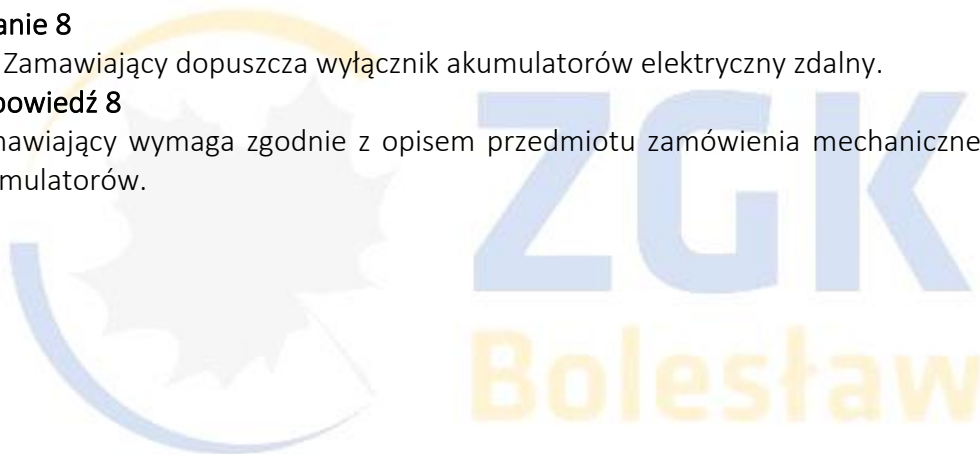 anie 8
Zamawiający dopuszcza wyłącznik akumulatorów elektryczny zdalny.
powiedź 8
nawiający wymaga zgodnie z opisem przedmiotu zamówienia mechaniczne
mulatorów.
ZGK
Bolesław